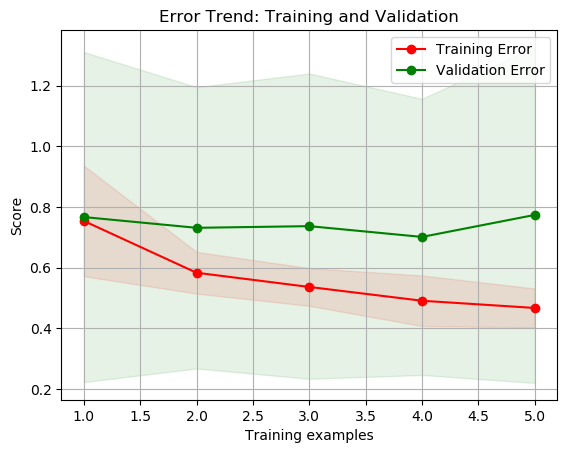 Error Trend: Training and Validation
Training Error
Validation Error
Score
1.2
1.0
0.8
0.6
0.4
0.2
1.0 1.5 2.0 2.5 3.0 3.5 4.0 4.5 5.0
Training examples